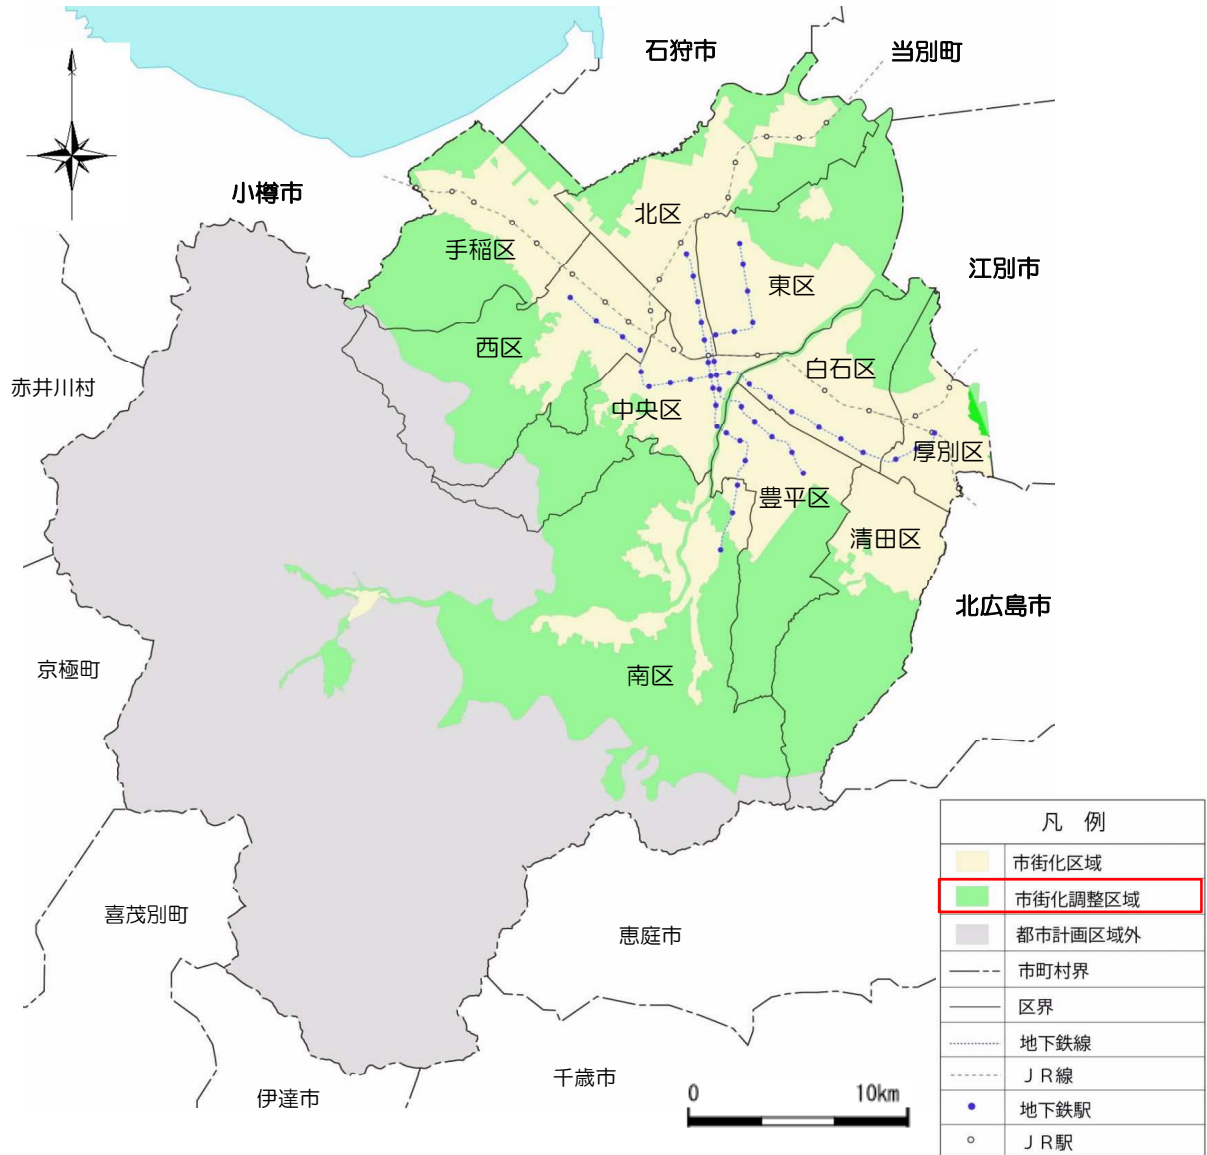 石狩市
当別町
小樽市
北区
手稲区
江別市
東区
西区
白石区
赤井川村
中央区
厚別区
豊平区
清田区
北広島市
京極町
南区
凡 例
市街化区域
市街化調整区域
喜茂別町
恵庭市
都市計画区域外
市町村界
区界
地下鉄線
千歳市
ＪＲ線
伊達市
0 10km
地下鉄駅
ＪＲ駅